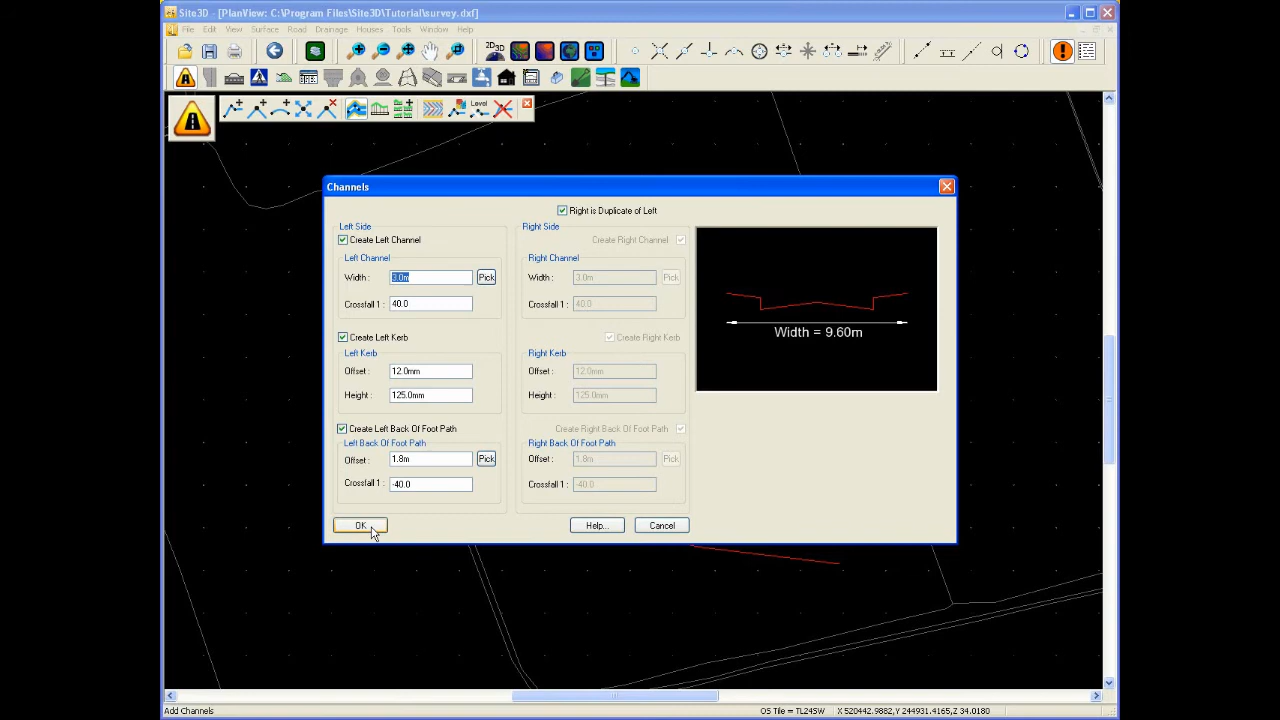 Site3D - [PlanView: C:\Program Files\Site3D\Tutorial\survey.dxf]
File Edit View Surface Road Drainage Houses Tools Window Help
2D3D
Level
Channels
Right is Duplicate of Left
Left Side
Create Left Channel
Left Channel
Width : 3.0m Pick
Crossfall 1 : 40.0
Create Left Kerb
Left Kerb
Offset : 12.0mm
Height : 125.0mm
Create Left Back Of Foot Path
Left Back Of Foot Path
Offset : 1.8m Pick
Crossfall 1 : -40.0
Right Side
Create Right Channel
Right Channel
Width : 3.0m Pick
Crossfall 1 : 40.0
Create Right Kerb
Right Kerb
Offset : 12.0mm
Height : 125.0mm
Create Right Back Of Foot Path
Right Back Of Foot Path
Offset : 1.8m Pick
Crossfall 1 : -40.0
Width = 9.60m
OK Help... Cancel
Add Channels OS Tile = TL24SW X 520442.9882, Y 244931.4165, Z 34.0180